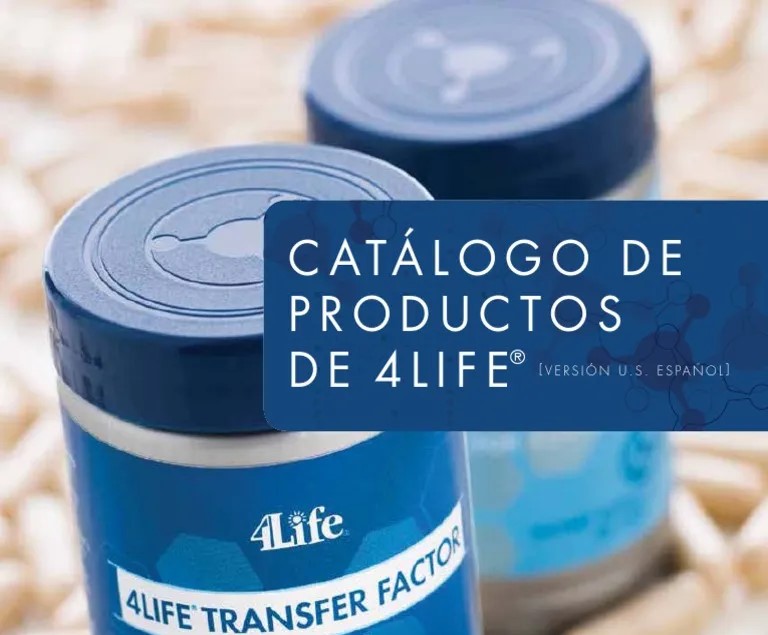 CATÁLOGO DE
PRODUCTOS
DE 4LIFE® [VERSIÓN U.S. ESPAÑOL]
4Life
4LIFE® TRANSFER FACTOR